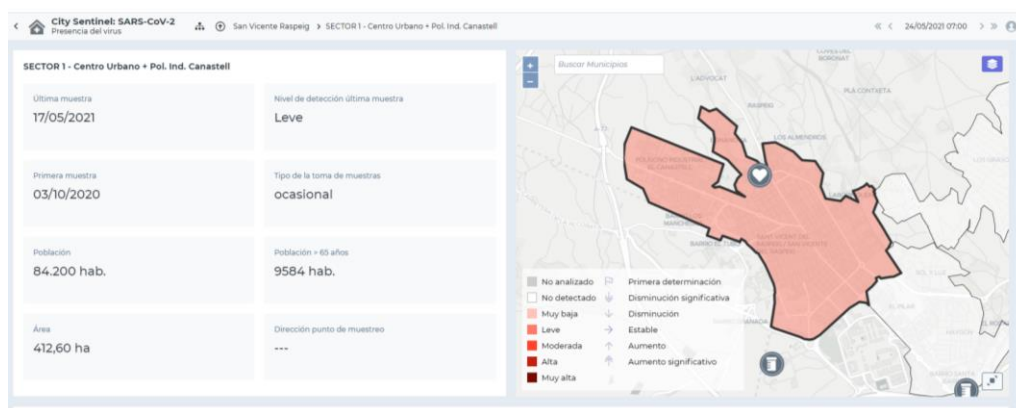 City Sentinel: SARS-CoV-2
Presencia del virus
San Vicente Raspeig > SECTOR 1 - Centro Urbano + Pol. Ind. Canastell
24/05/2021 07:00
SECTOR 1 - Centro Urbano + Pol. Ind. Canastell
Última muestra
17/05/2021
Nivel de detección última muestra
Leve
Primera muestra
03/10/2020
Tipo de la toma de muestras
ocasional
Población
84.200 hab.
Población > 65 años
9584 hab.
Área
412,60 ha
Dirección punto de muestreo
---
Buscar Municipios
L'ADVOCAT
PLA CONTXETA
RASPEIG
LOS ALMENDROS
A-77
EL PILAR
No analizado
Primera determinación
No detectado
Disminución significativa
Muy baja
Disminución
Leve
Estable
Moderada
Aumento
Alta
Aumento significativo
Muy alta